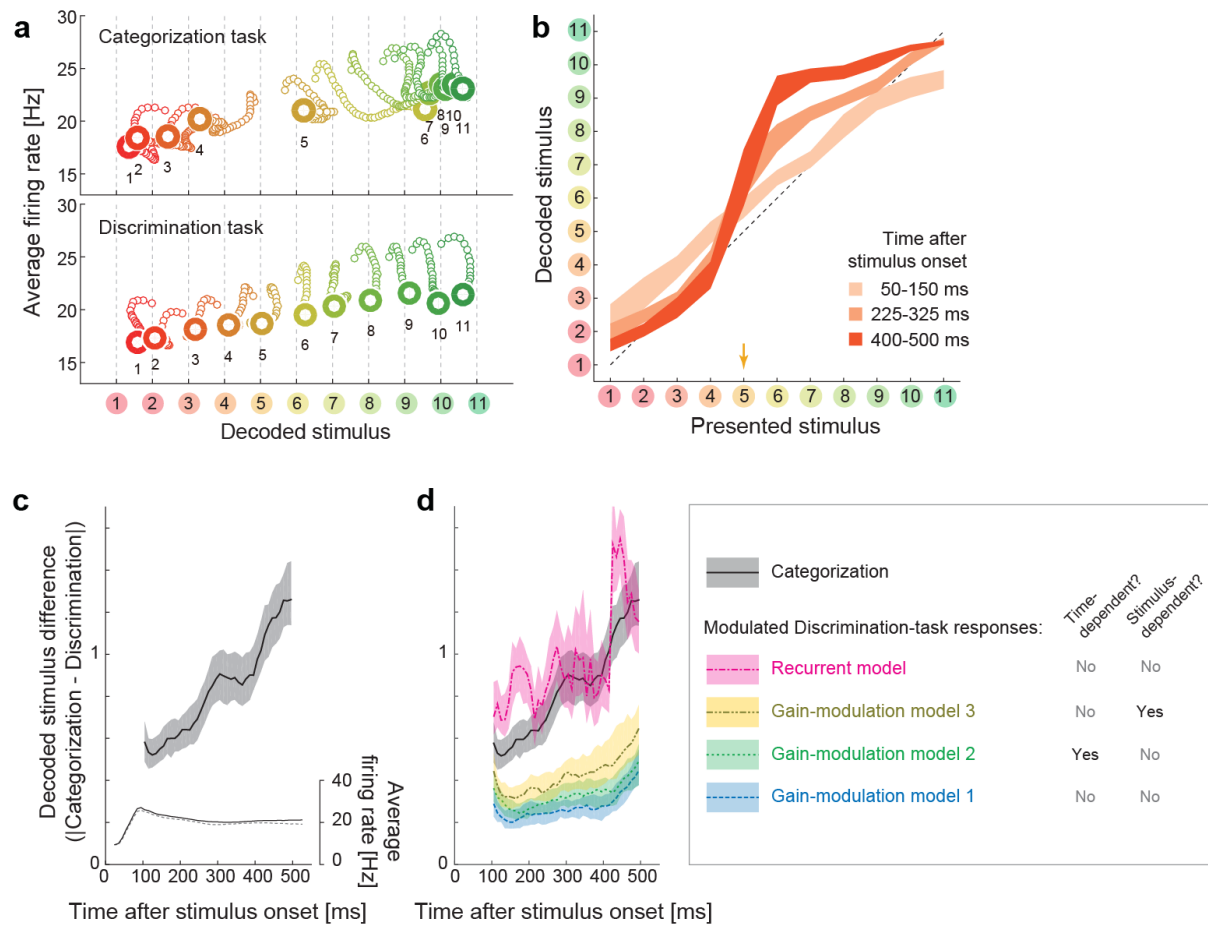 a
Average firing rate [Hz]
30
25
20
15
Categorization task
1
2
3
4
5
6
7
8
9
10
11
30
25
20
15
Discrimination task
1
2
3
4
5
6
7
8
9
10
11
1 2 3 4 5 6 7 8 9 10 11
Decoded stimulus
b
Decoded stimulus
11
10
9
8
7
6
5
4
3
2
1
Time after
stimulus onset
50-150 ms
225-325 ms
400-500 ms
1 2 3 4 5 6 7 8 9 10 11
Presented stimulus
c
Decoded stimulus difference
(|Categorization - Discrimination|)
1
0
40
20
0
Average
firing rate [Hz]
0 100 200 300 400 500
Time after stimulus onset [ms]
d
1
0
0 100 200 300 400 500
Time after stimulus onset [ms]
Categorization
Time-
dependent?
Stimulus-
dependent?
Modulated Discrimination-task responses:
Recurrent model No No
Gain-modulation model 3 No Yes
Gain-modulation model 2 Yes No
Gain-modulation model 1 No No